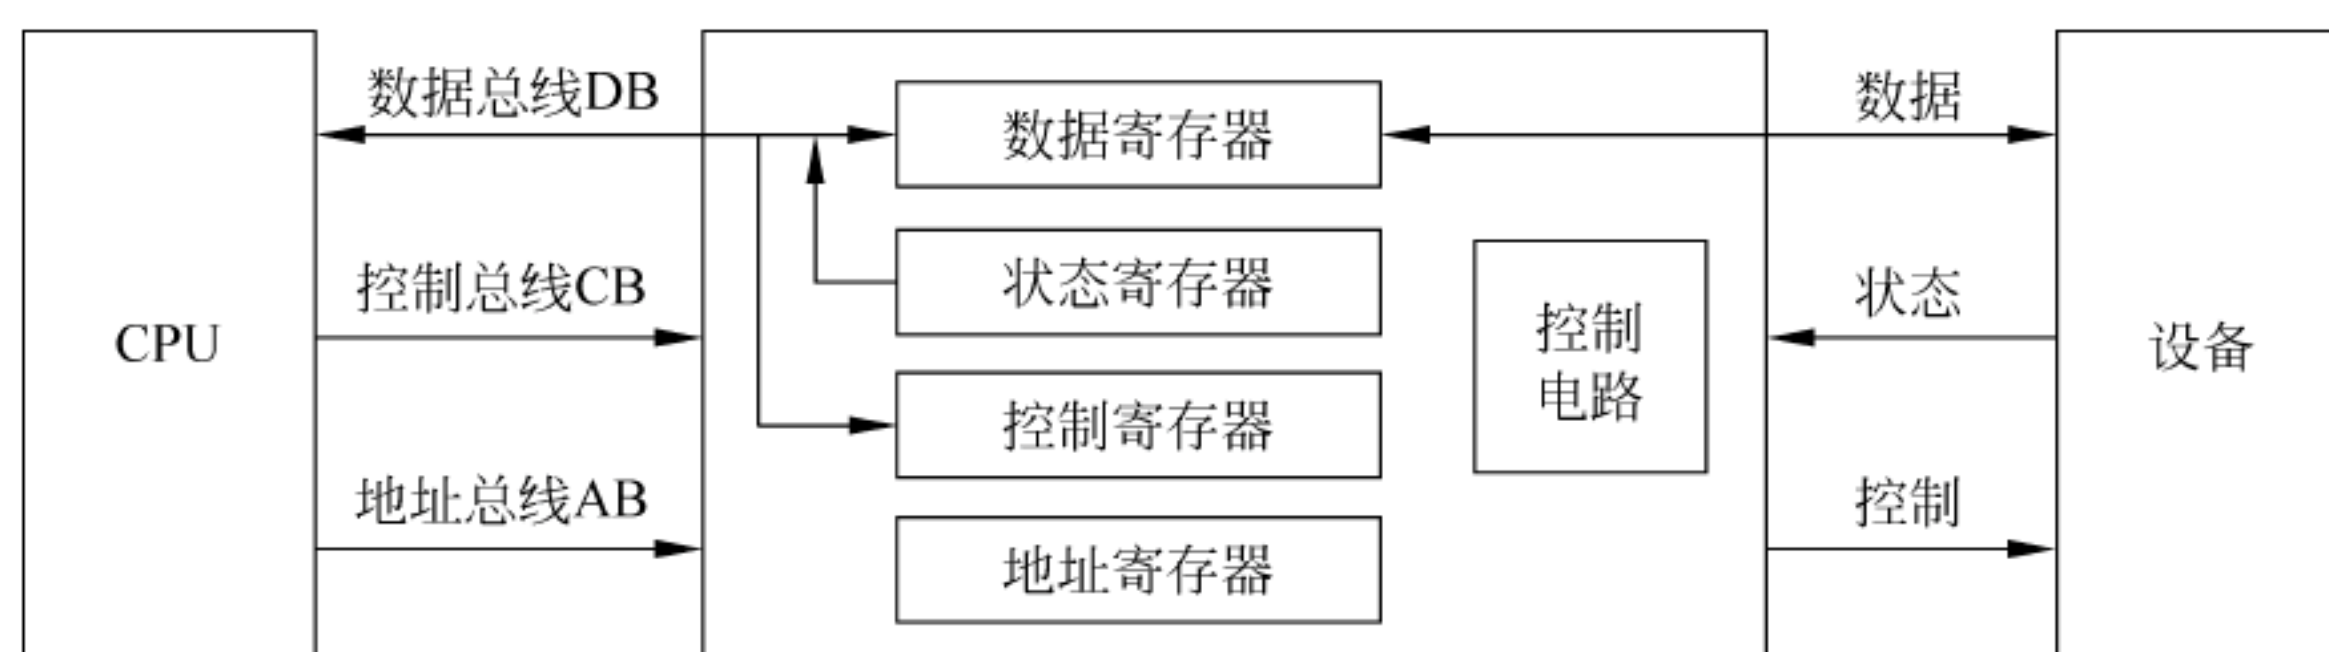 数据总线DB
数据寄存器
数据
状态寄存器
控制总线CB
状态
CPU
控制
电路
设备
控制寄存器
地址总线AB
控制
地址寄存器